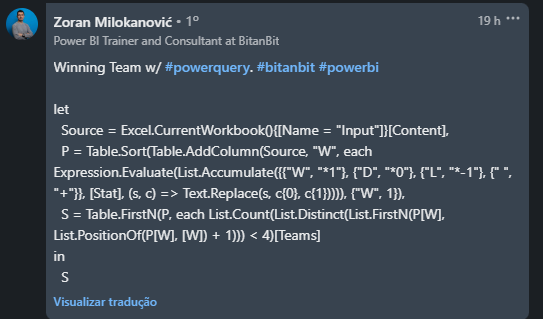 Zoran Milokanović • 1º
19 h •••
Power BI Trainer and Consultant at BitanBit
Winning Team w/ #powerquery. #bitanbit #powerbi
let
Source = Excel.CurrentWorkbook(){[Name = "Input"]}[Content],
P = Table.Sort(Table.AddColumn(Source, "W", each
Expression.Evaluate(List.Accumulate({{"W", "*1"}, {"D", "*0"}, {"L", "*-1"}, {" ",
"+"}}, [Stat], (s, c) => Text.Replace(s, c{0}, c{1})))), {"W", 1}),
S = Table.FirstN(P, each List.Count(List.Distinct(List.FirstN(P[W],
List.PositionOf(P[W], [W]) + 1))) < 4)[Teams]
in
S
Visualizar tradução